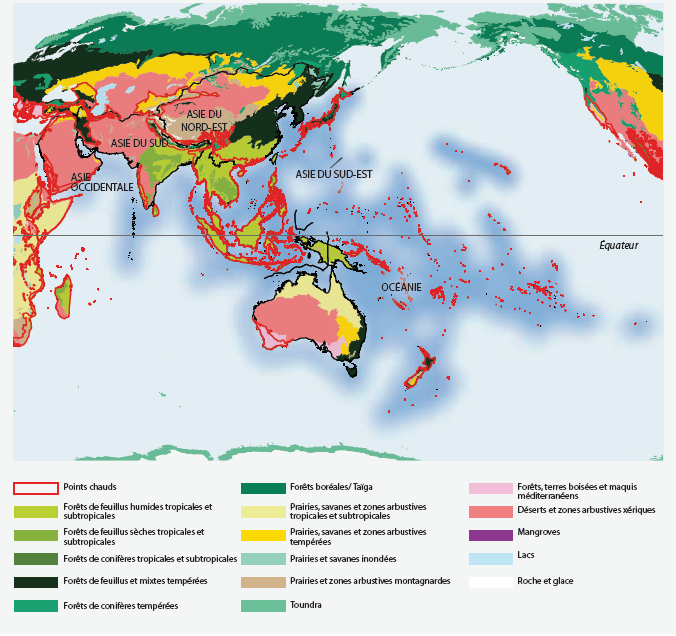 ASIE DU
NORD-EST
ASIE DU SUD
ASIE DU SUD-EST
ASIE
OCCIDENTALE
Équateur
OCÉANIE
Points chauds
Forêts de feuillus humides tropicales et
subtropicales
Forêts de feuillus sèches tropicales et
subtropicales
Forêts de conifères tropicales et subtropicales
Forêts de feuillus et mixtes tempérées
Forêts de conifères tempérées
Forêts boréales/ Taïga
Prairies, savanes et zones arbustives
tropicales et subtropicales
Prairies, savanes et zones arbustives
tempérées
Prairies et savanes inondées
Prairies et zones arbustives montagnardes
Toundra
Forêts, terres boisées et maquis
méditerranéens
Déserts et zones arbustives xériques
Mangroves
Lacs
Roche et glace